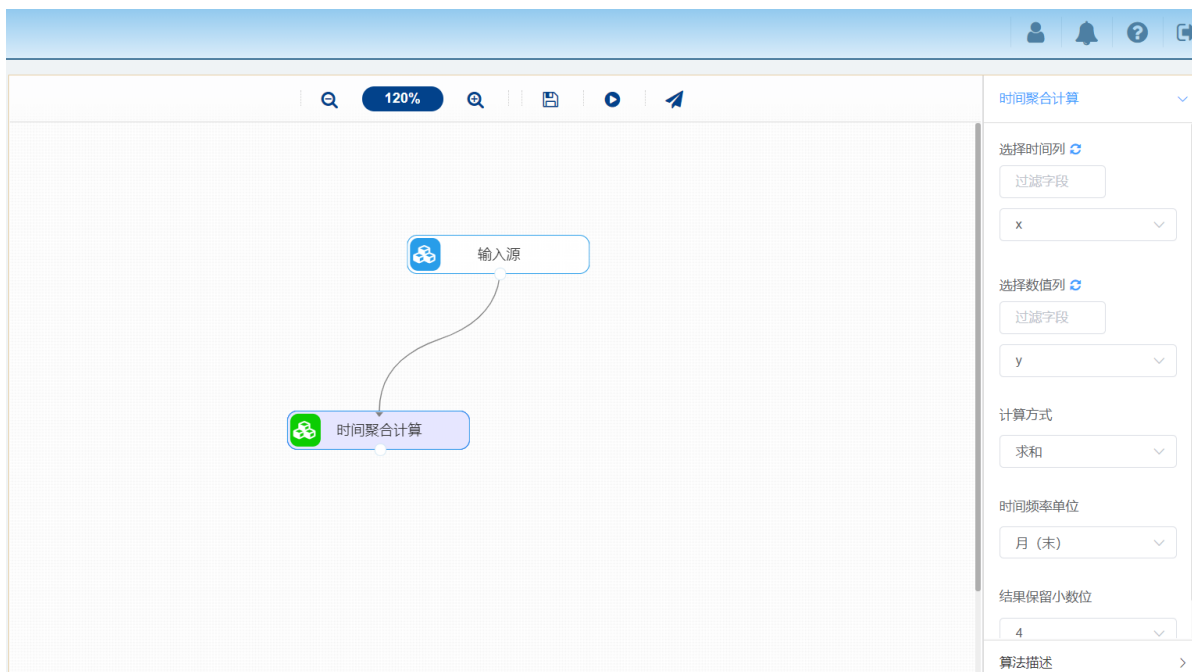 120%
输入源
时间聚合计算
时间聚合计算
选择时间列
过滤字段
x
选择数值列
过滤字段
y
计算方式
求和
时间频率单位
月（末）
结果保留小数位
4
算法描述